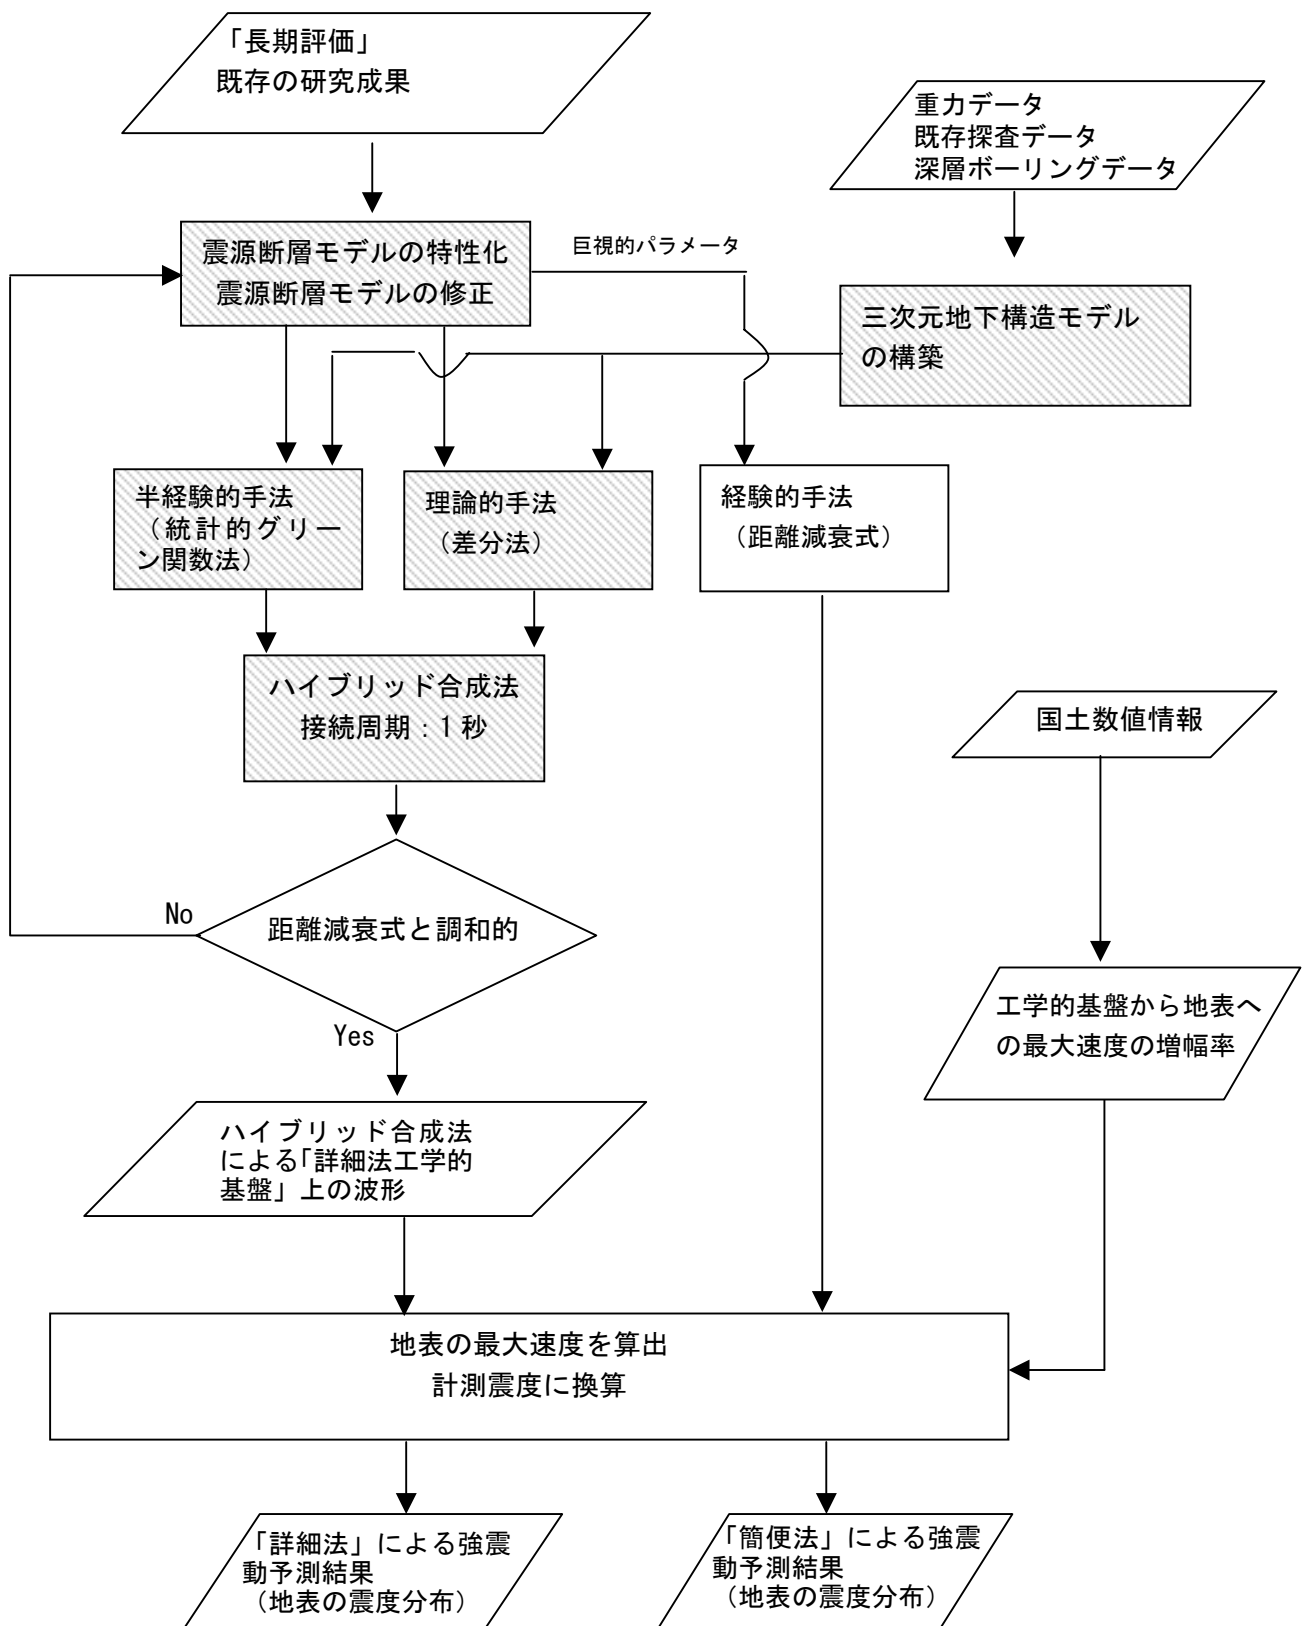 「長期評価」
既存の研究成果
重力データ
既存探査データ
深層ボーリングデータ
震源断層モデルの特性化
震源断層モデルの修正
巨視的パラメータ
三次元地下構造モデル
の構築
半経験的手法
（統計的グリー
ン関数法）
理論的手法
（差分法）
経験的手法
（距離減衰式）
ハイブリッド合成法
接続周期：1秒
国土数値情報
No
距離減衰式と調和的
Yes
工学的基盤から地表へ
の最大速度の増幅率
ハイブリッド合成法
による「詳細法工学的
基盤」上の波形
地表の最大速度を算出
計測震度に換算
「詳細法」による強震
動予測結果
（地表の震度分布）
「簡便法」による強震
動予測結果
（地表の震度分布）